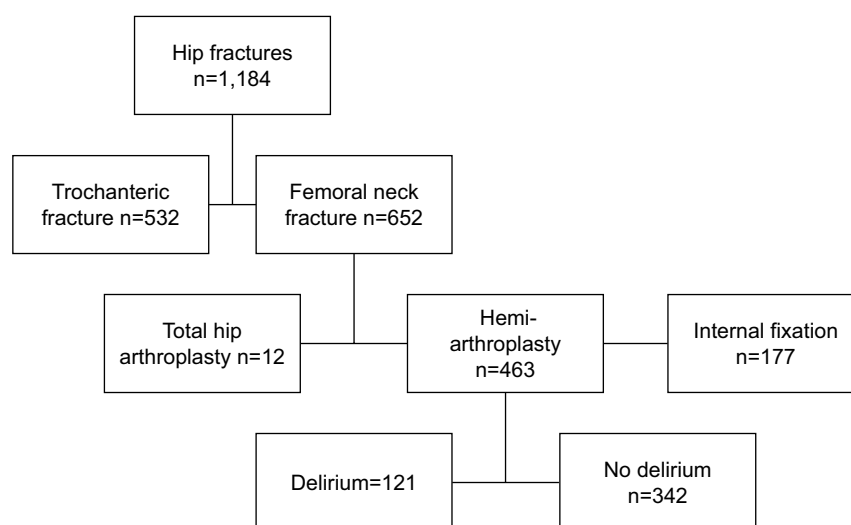 Hip fractures
n=1,184
Trochanteric
fracture n=532
Femoral neck
fracture n=652
Total hip
arthroplasty n=12
Hemi-
arthroplasty
n=463
Internal fixation
n=177
Delirium=121
No delirium
n=342